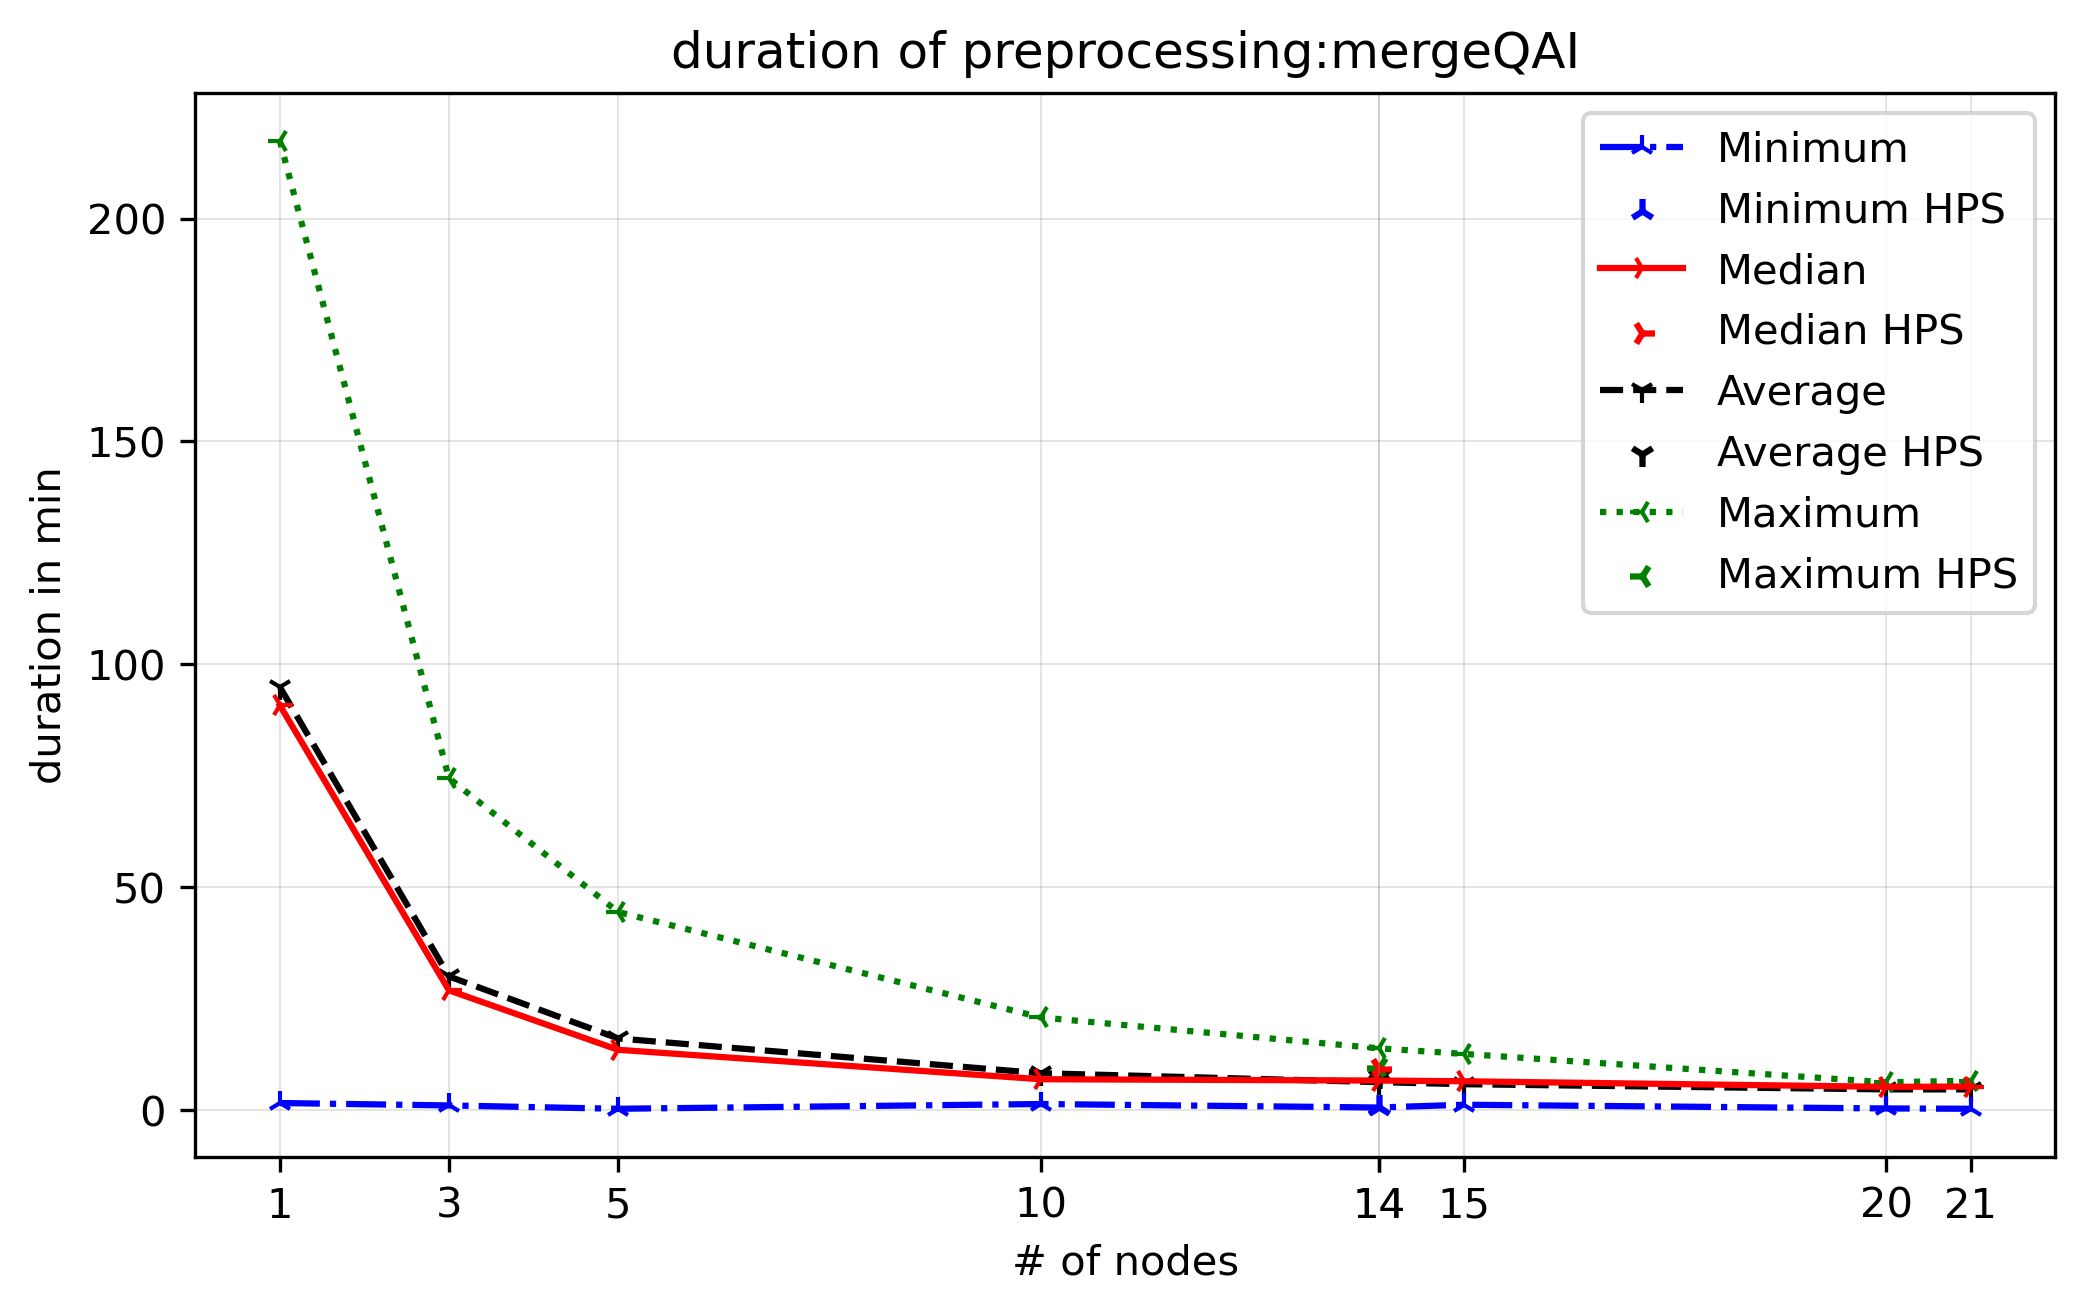 duration of preprocessing:mergeQAI
duration in min
200
150
100
50
0
1 3 5 10 14 15 20 21
# of nodes
Minimum
Minimum HPS
Median
Median HPS
Average
Average HPS
Maximum
Maximum HPS